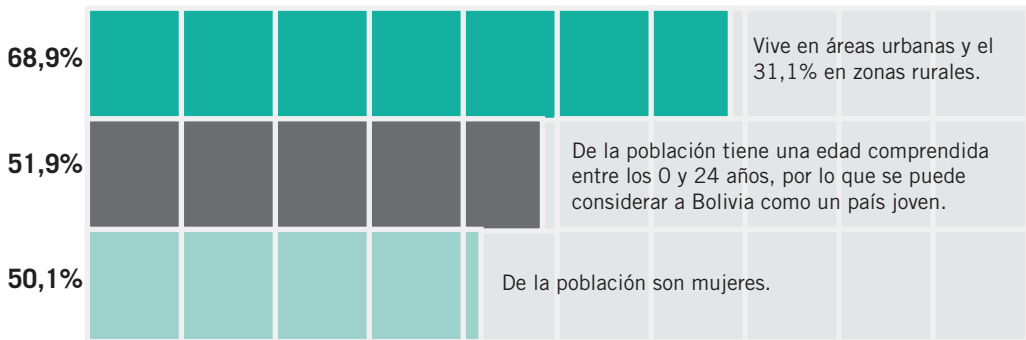 68,9%
Vive en áreas urbanas y el
31,1% en zonas rurales.
51,9%
De la población tiene una edad comprendida
entre los 0 y 24 años, por lo que se puede
considerar a Bolivia como un país joven.
50,1%
De la población son mujeres.